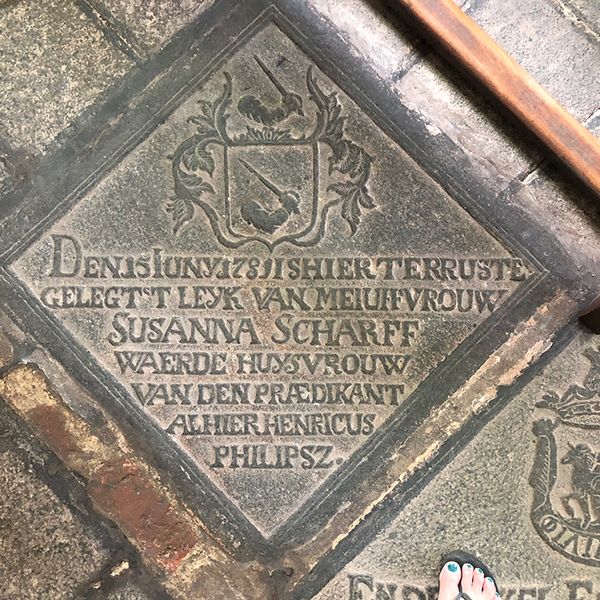 DEN 15 IUNY 1781 IS HIER TER RUSTE
GELEGT 'T LEYK VAN MEIUFVROUW
SUSANNA SCHARFF
WAERDE HUYSVROUW
VAN DEN PRÆDIKANT
ALHIER HENRICUS
PHILIPSZ.